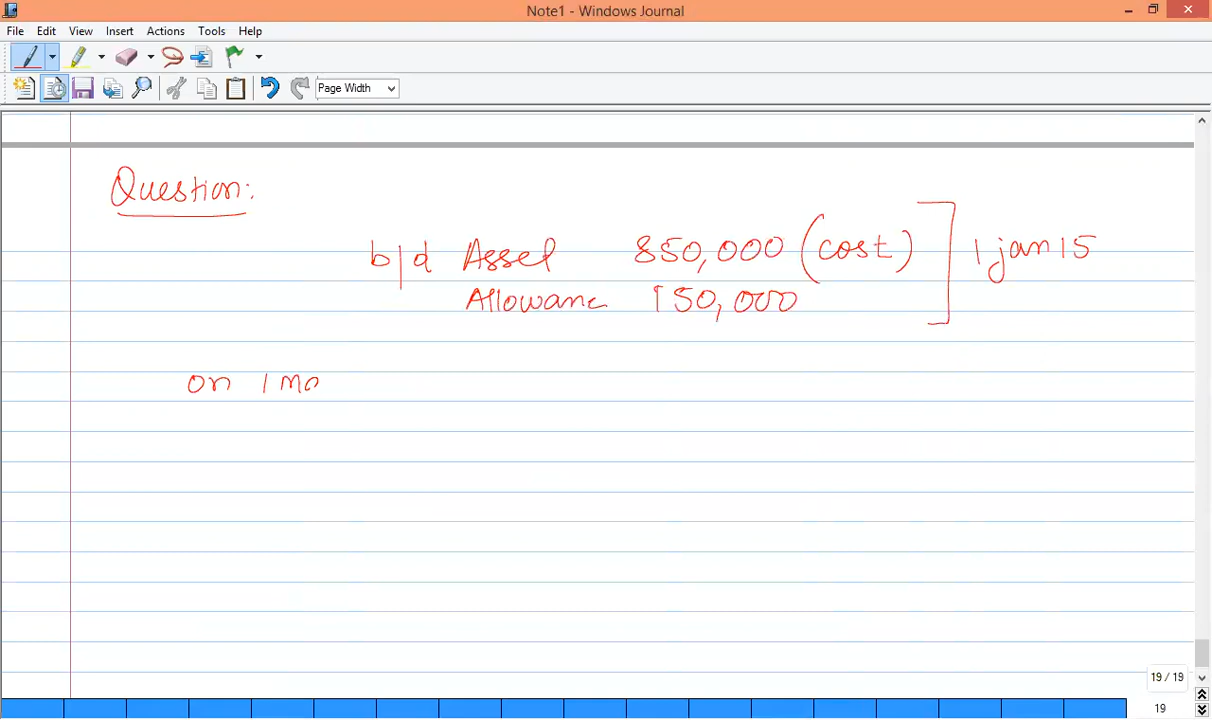 Note1 - Windows Journal
File Edit View Insert Actions Tools Help
Page Width
Question:
b/d Asset 850,000 (cost) 1 jan 15
Allowanc 150,000
on 1 Ma
19 / 19
19